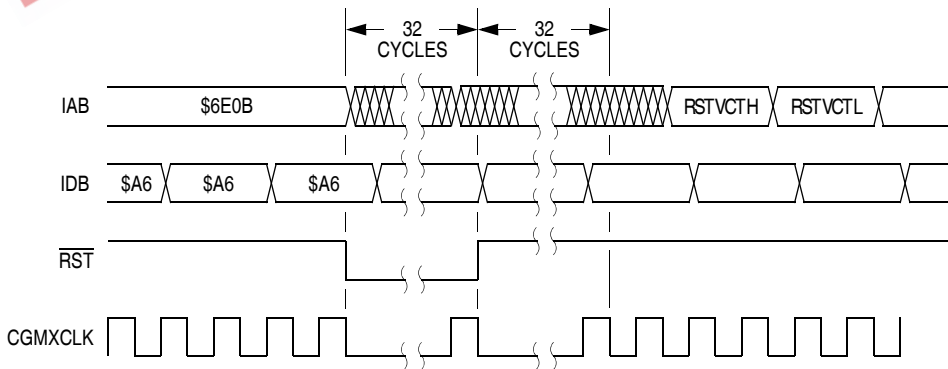 32
CYCLES
32
CYCLES
IAB
$6E0B
RSTVCTH
RSTVCTL
IDB
$A6
$A6
$A6
RST
CGMXCLK